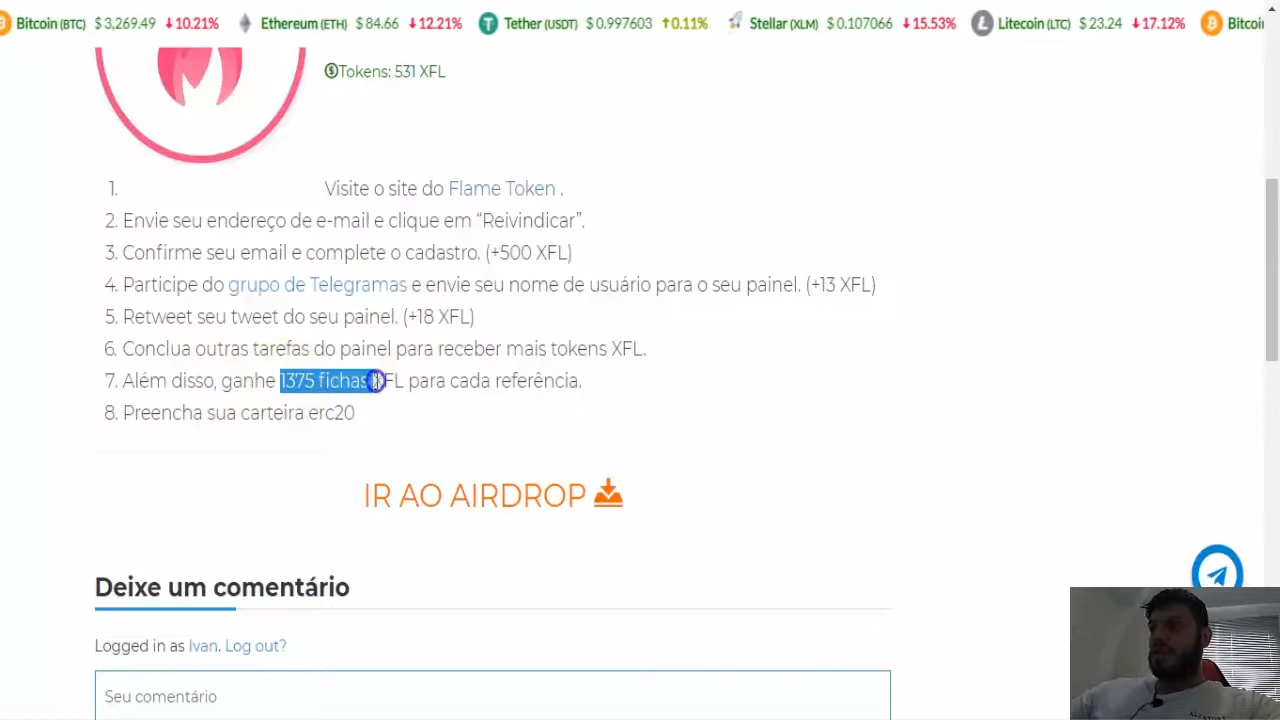 Bitcoin (BTC) $ 3,269.49 ↓10.21% Ethereum (ETH) $ 84.66 ↓12.21% Tether (USDT) $ 0.997603 ↑0.11% Stellar (XLM) $ 0.107066 ↓15.53% Litecoin (LTC) $ 23.24 ↓17.12% Bitcoi
Tokens: 531 XFL
1. Visite o site do Flame Token .
2. Envie seu endereço de e-mail e clique em “Reivindicar”.
3. Confirme seu email e complete o cadastro. (+500 XFL)
4. Participe do grupo de Telegramas e envie seu nome de usuário para o seu painel. (+13 XFL)
5. Retweet seu tweet do seu painel. (+18 XFL)
6. Conclua outras tarefas do painel para receber mais tokens XFL.
7. Além disso, ganhe 1375 fichas XFL para cada referência.
8. Preencha sua carteira erc20
IR AO AIRDROP
Deixe um comentário
Logged in as Ivan. Log out?
Seu comentário